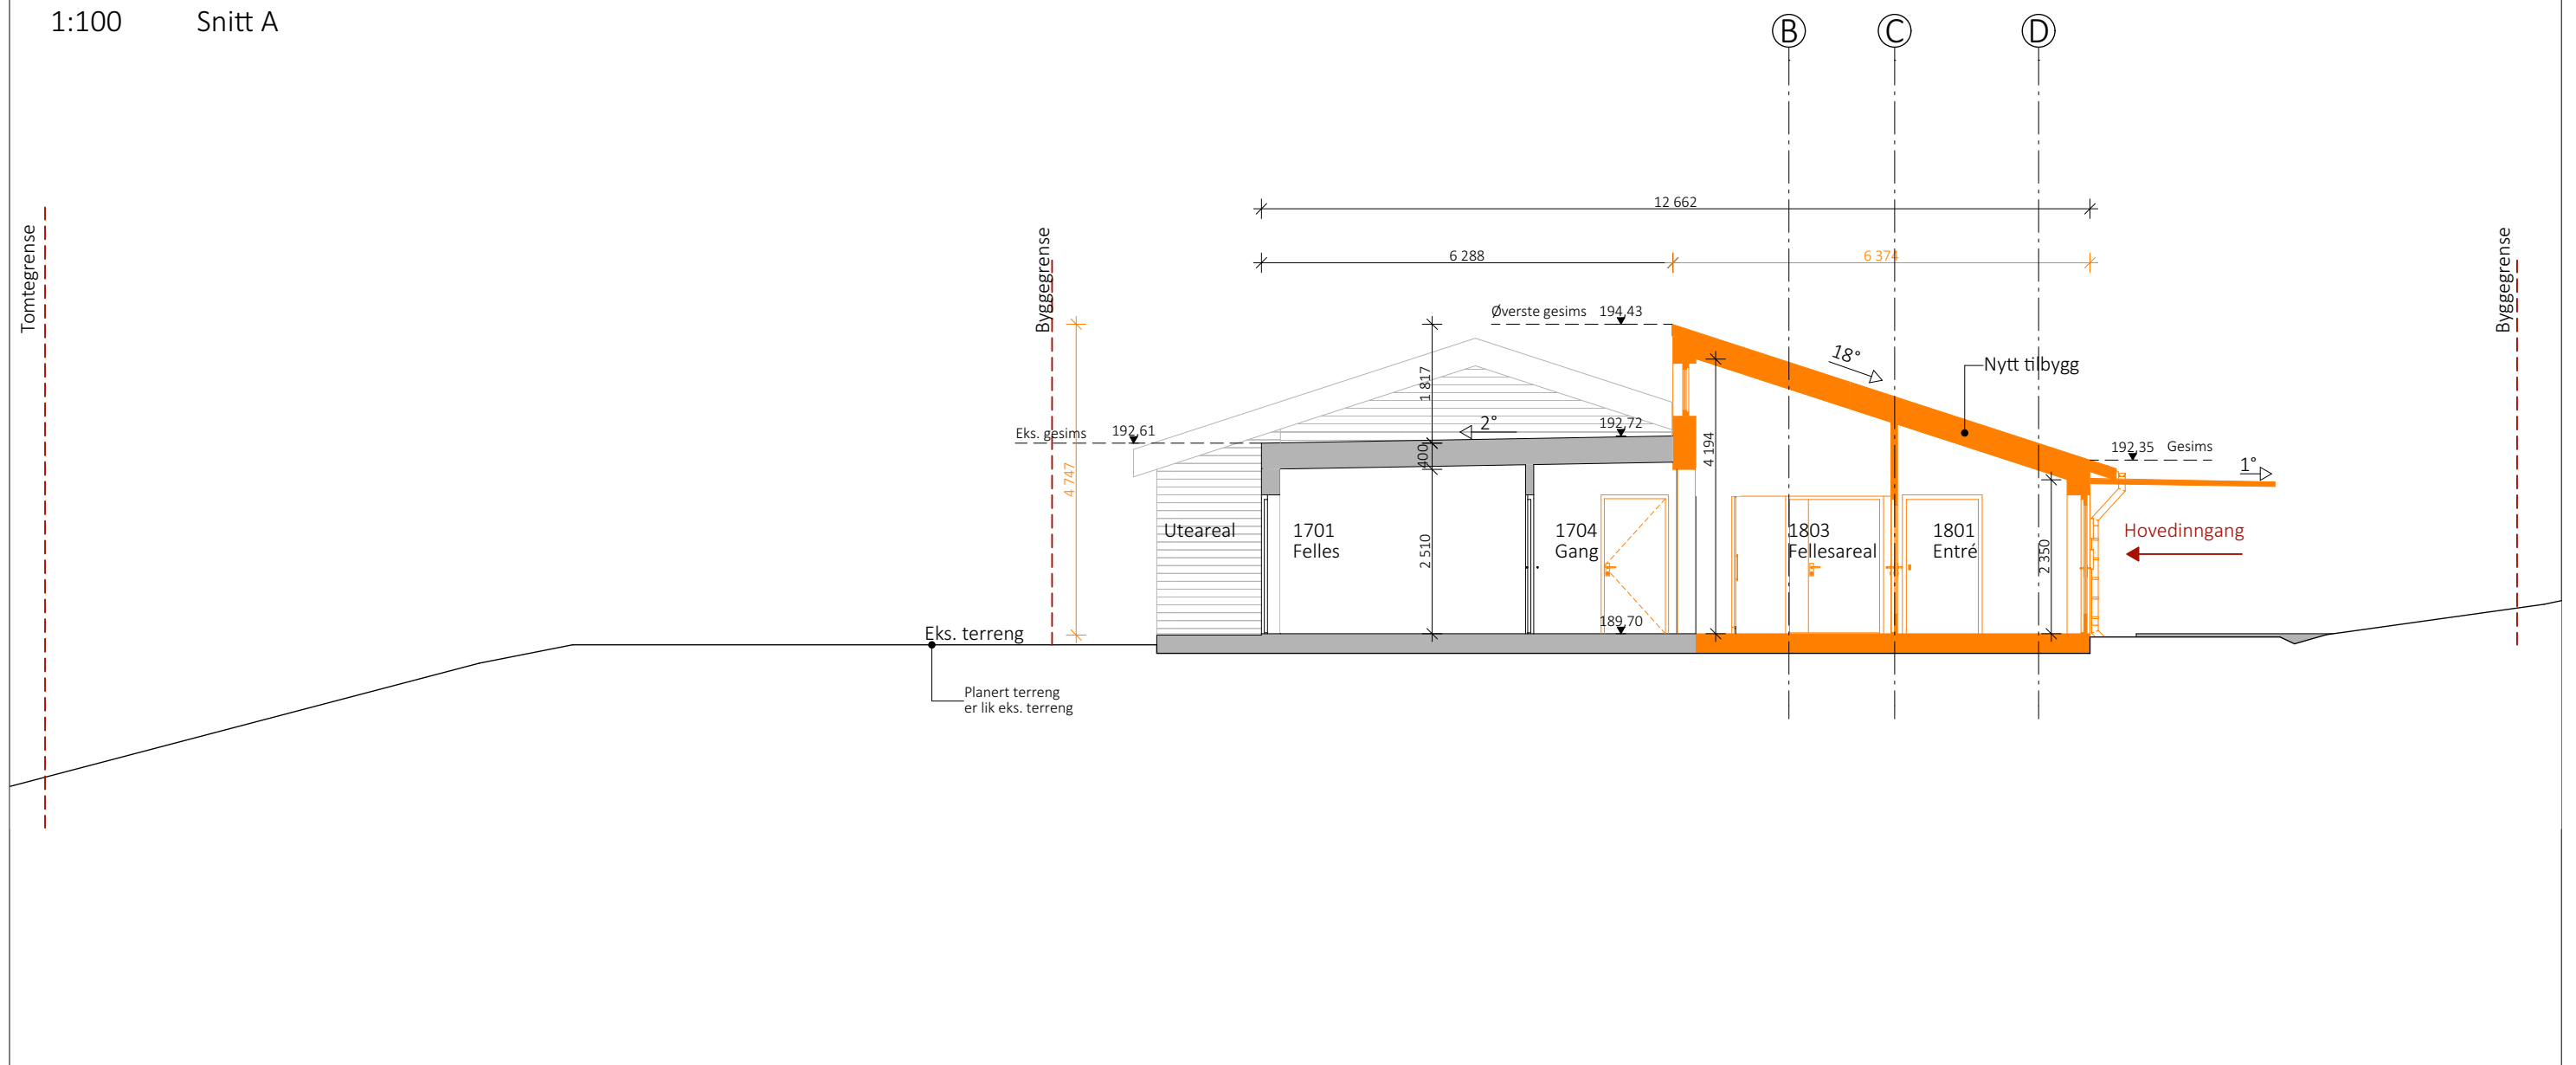 1:100 Snitt A
B C D
12 662
6 288
6 374
Tomtegrense
Byggegrense
Byggegrense
Øverste gesims 194,43
18°
Nytt tilbygg
1 817
Eks. gesims 192,61
2°
192,72
192,35 Gesims
1°
400
4 194
4 747
Uteareal
1701
Felles
2 510
1704
Gang
1803
Fellesareal
1801
Entré
2 350
Hovedinngang
189,70
Eks. terreng
Planert terreng
er lik eks. terreng